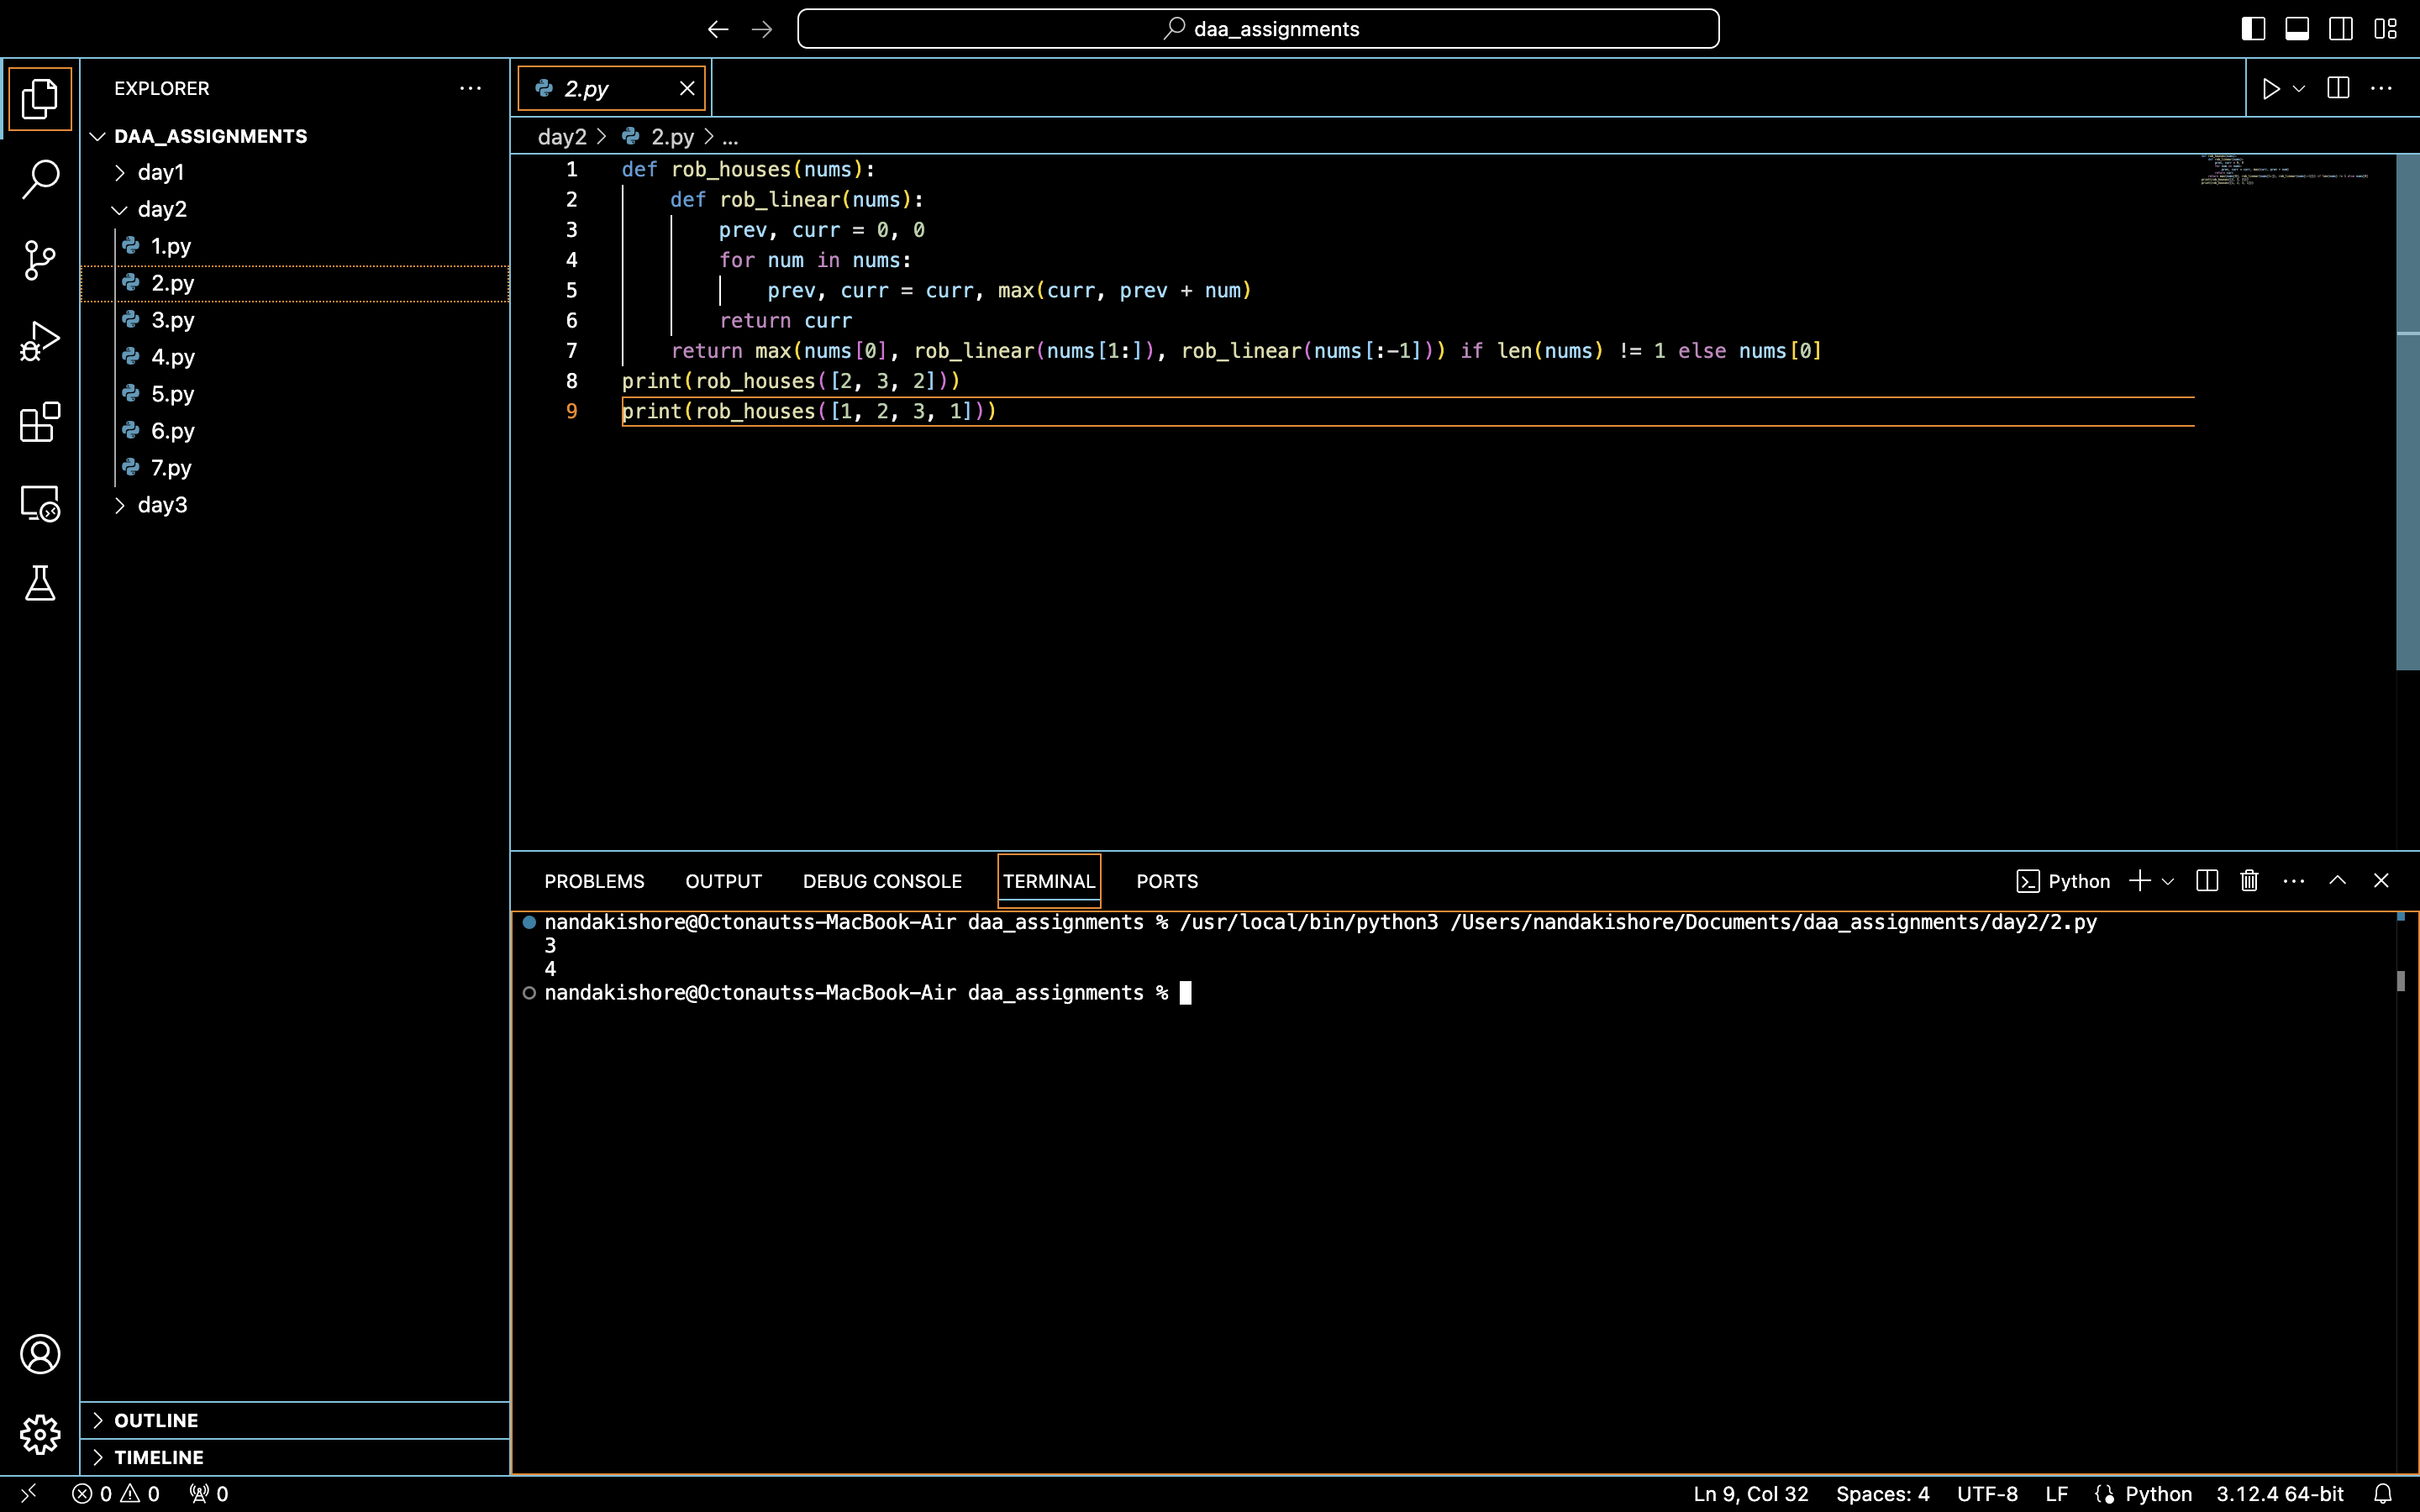 daa_assignments
EXPLORER
DAA_ASSIGNMENTS
day1
day2
1.py
2.py
3.py
4.py
5.py
6.py
7.py
day3
OUTLINE
TIMELINE
2.py
day2 > 2.py > ...
1 def rob_houses(nums):
2 def rob_linear(nums):
3 prev, curr = 0, 0
4 for num in nums:
5 prev, curr = curr, max(curr, prev + num)
6 return curr
7 return max(nums[0], rob_linear(nums[1:]), rob_linear(nums[:-1])) if len(nums) != 1 else nums[0]
8 print(rob_houses([2, 3, 2]))
9 print(rob_houses([1, 2, 3, 1]))
PROBLEMS OUTPUT DEBUG CONSOLE TERMINAL PORTS Python
nandakishore@Octonautss-MacBook-Air daa_assignments % /usr/local/bin/python3 /Users/nandakishore/Documents/daa_assignments/day2/2.py
3
4
nandakishore@Octonautss-MacBook-Air daa_assignments %
0 0 0 Ln 9, Col 32 Spaces: 4 UTF-8 LF Python 3.12.4 64-bit